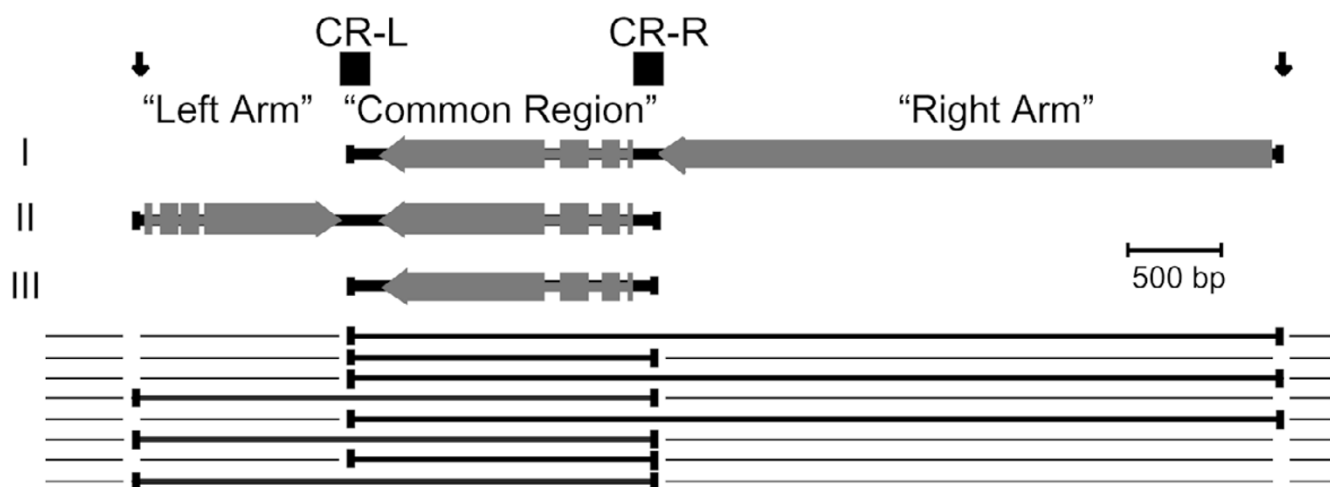 CR-L CR-R
“Left Arm” “Common Region” “Right Arm”
I
II
500 bp
III